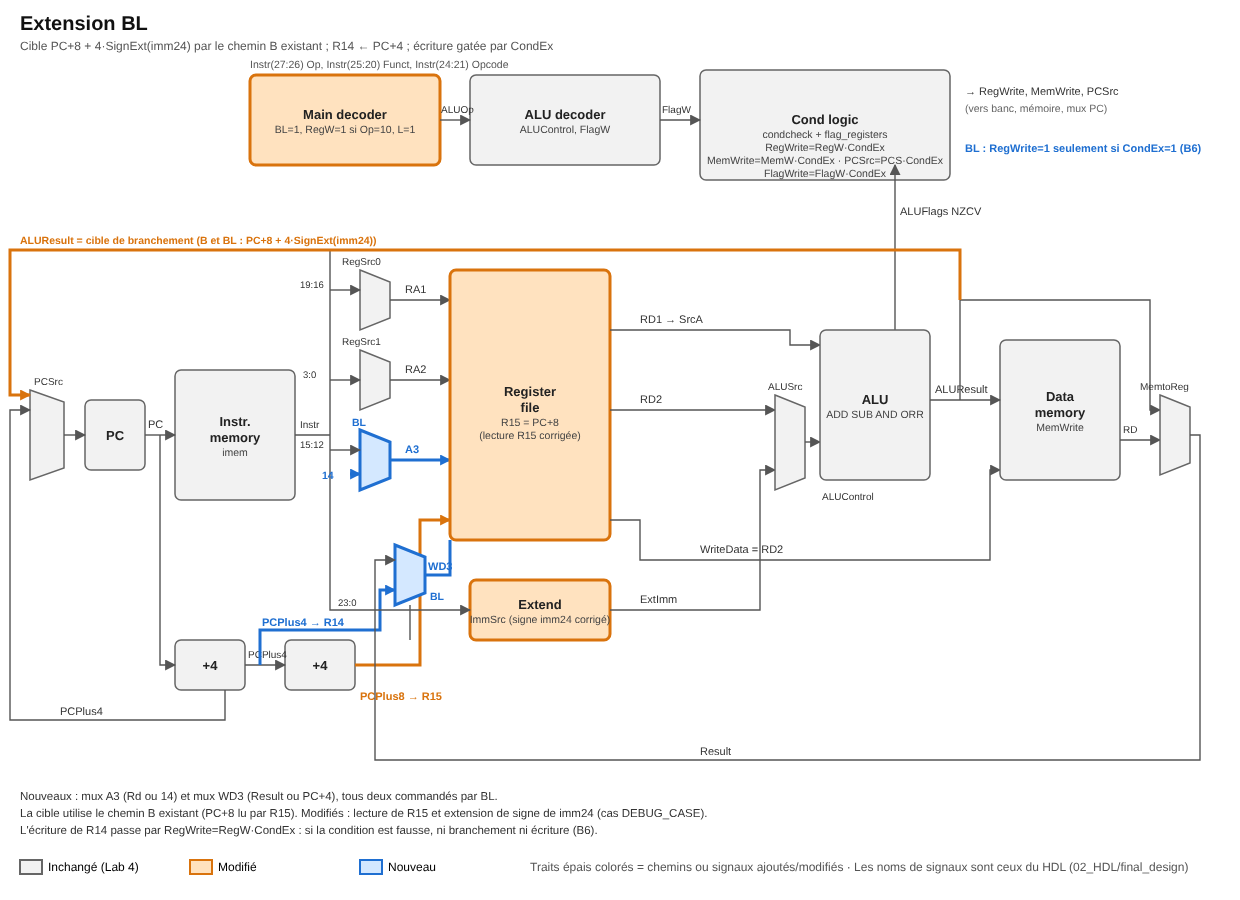 Extension BL
Cible PC+8 + 4·SignExt(imm24) par le chemin B existant ; R14 ← PC+4 ; écriture gatée par CondEx
Instr(27:26) Op, Instr(25:20) Funct, Instr(24:21) Opcode
Main decoder
BL=1, RegW=1 si Op=10, L=1
ALUOp
ALU decoder
ALUControl, FlagW
FlagW
Cond logic
condcheck + flag_registers
RegWrite=RegW·CondEx
MemWrite=MemW·CondEx · PCSrc=PCS·CondEx
FlagWrite=FlagW·CondEx
→ RegWrite, MemWrite, PCSrc
(vers banc, mémoire, mux PC)
BL : RegWrite=1 seulement si CondEx=1 (B6)
ALUFlags NZCV
ALUResult = cible de branchement (B et BL : PC+8 + 4·SignExt(imm24))
RegSrc0
19:16
RA1
RegSrc1
3:0
RA2
BL
Instr
15:12
A3
14
PCSrc
PC
PC
Instr.
memory
imem
Register
file
R15 = PC+8
(lecture R15 corrigée)
RD1 → SrcA
RD2
ALUSrc
ALU
ADD SUB AND ORR
ALUControl
ALUResult
Data
memory
MemWrite
MemtoReg
RD
WriteData = RD2
WD3
BL
23:0
Extend
ImmSrc (signe imm24 corrigé)
ExtImm
PCPlus4 → R14
+4
PCPlus4
+4
PCPlus8 → R15
PCPlus4
Result
Nouveaux : mux A3 (Rd ou 14) et mux WD3 (Result ou PC+4), tous deux commandés par BL.
La cible utilise le chemin B existant (PC+8 lu par R15). Modifiés : lecture de R15 et extension de signe de imm24 (cas DEBUG_CASE).
L'écriture de R14 passe par RegWrite=RegW·CondEx : si la condition est fausse, ni branchement ni écriture (B6).
Inchangé (Lab 4)
Modifié
Nouveau
Traits épais colorés = chemins ou signaux ajoutés/modifiés · Les noms de signaux sont ceux du HDL (02_HDL/final_design)